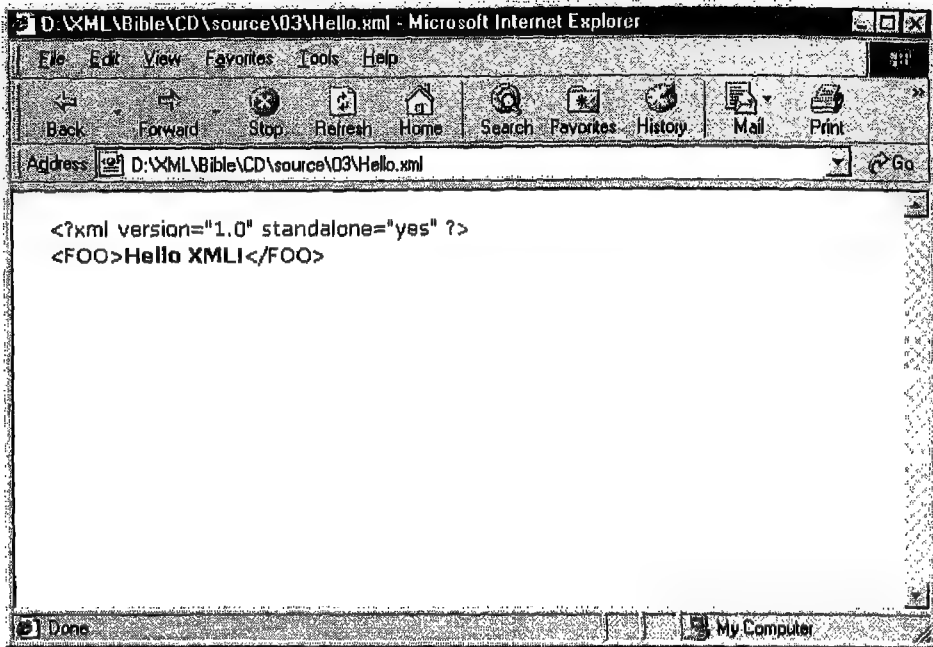 D:\XML\Bible\CD\source\03\Hello.xml - Microsoft Internet Explorer
File Edit View Favorites Tools Help
Back Forward Stop Refresh Home Search Favorites History Mail Print »
Address D:\XML\Bible\CD\source\03\Hello.xml Go
<?xml version="1.0" standalone="yes" ?>
<FOO>Hello XML!</FOO>
Done My Computer